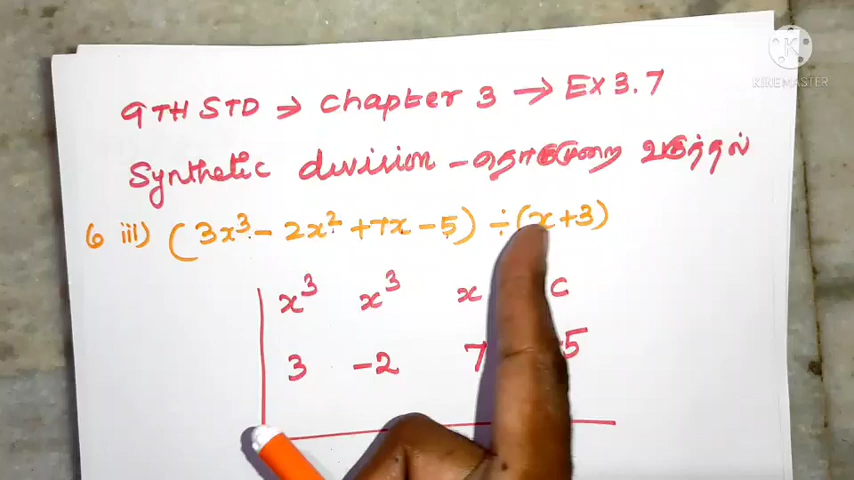 9TH STD → Chapter 3 → Ex 3.7
Synthetic division – தொகுமுறை வகுத்தல்
6 iii) (3x³ - 2x² + 7x - 5) ÷ (x + 3)
x³ x³ x c
3 -2 7 5
KINEMASTER